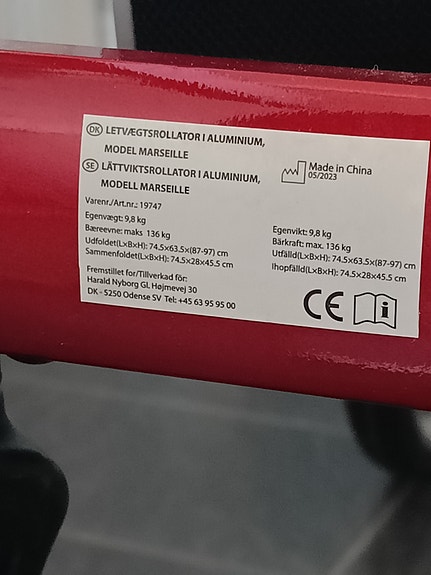 DK LETVÆGTSROLLATOR I ALUMINIUM,
MODEL MARSEILLE
SE LÄTTVIKTSROLLATOR I ALUMINIUM,
MODELL MARSEILLE
Made in China
05/2023
Varenr./Art.nr.: 19747
Egenvægt: 9,8 kg
Bæreevne: maks 136 kg
Udfoldet(L×B×H): 74.5×63.5×(87-97) cm
Sammenfoldet(L×B×H): 74.5×28×45.5 cm
Egenvikt: 9,8 kg
Bärkraft: max. 136 kg
Utfälld(L×B×H): 74.5×63.5×(87-97) cm
Ihopfälld(L×B×H): 74.5×28×45.5 cm
Fremstillet for/Tillverkad för:
Harald Nyborg Gl. Højmevej 30
DK - 5250 Odense SV Tel: +45 63 95 95 00
CE i